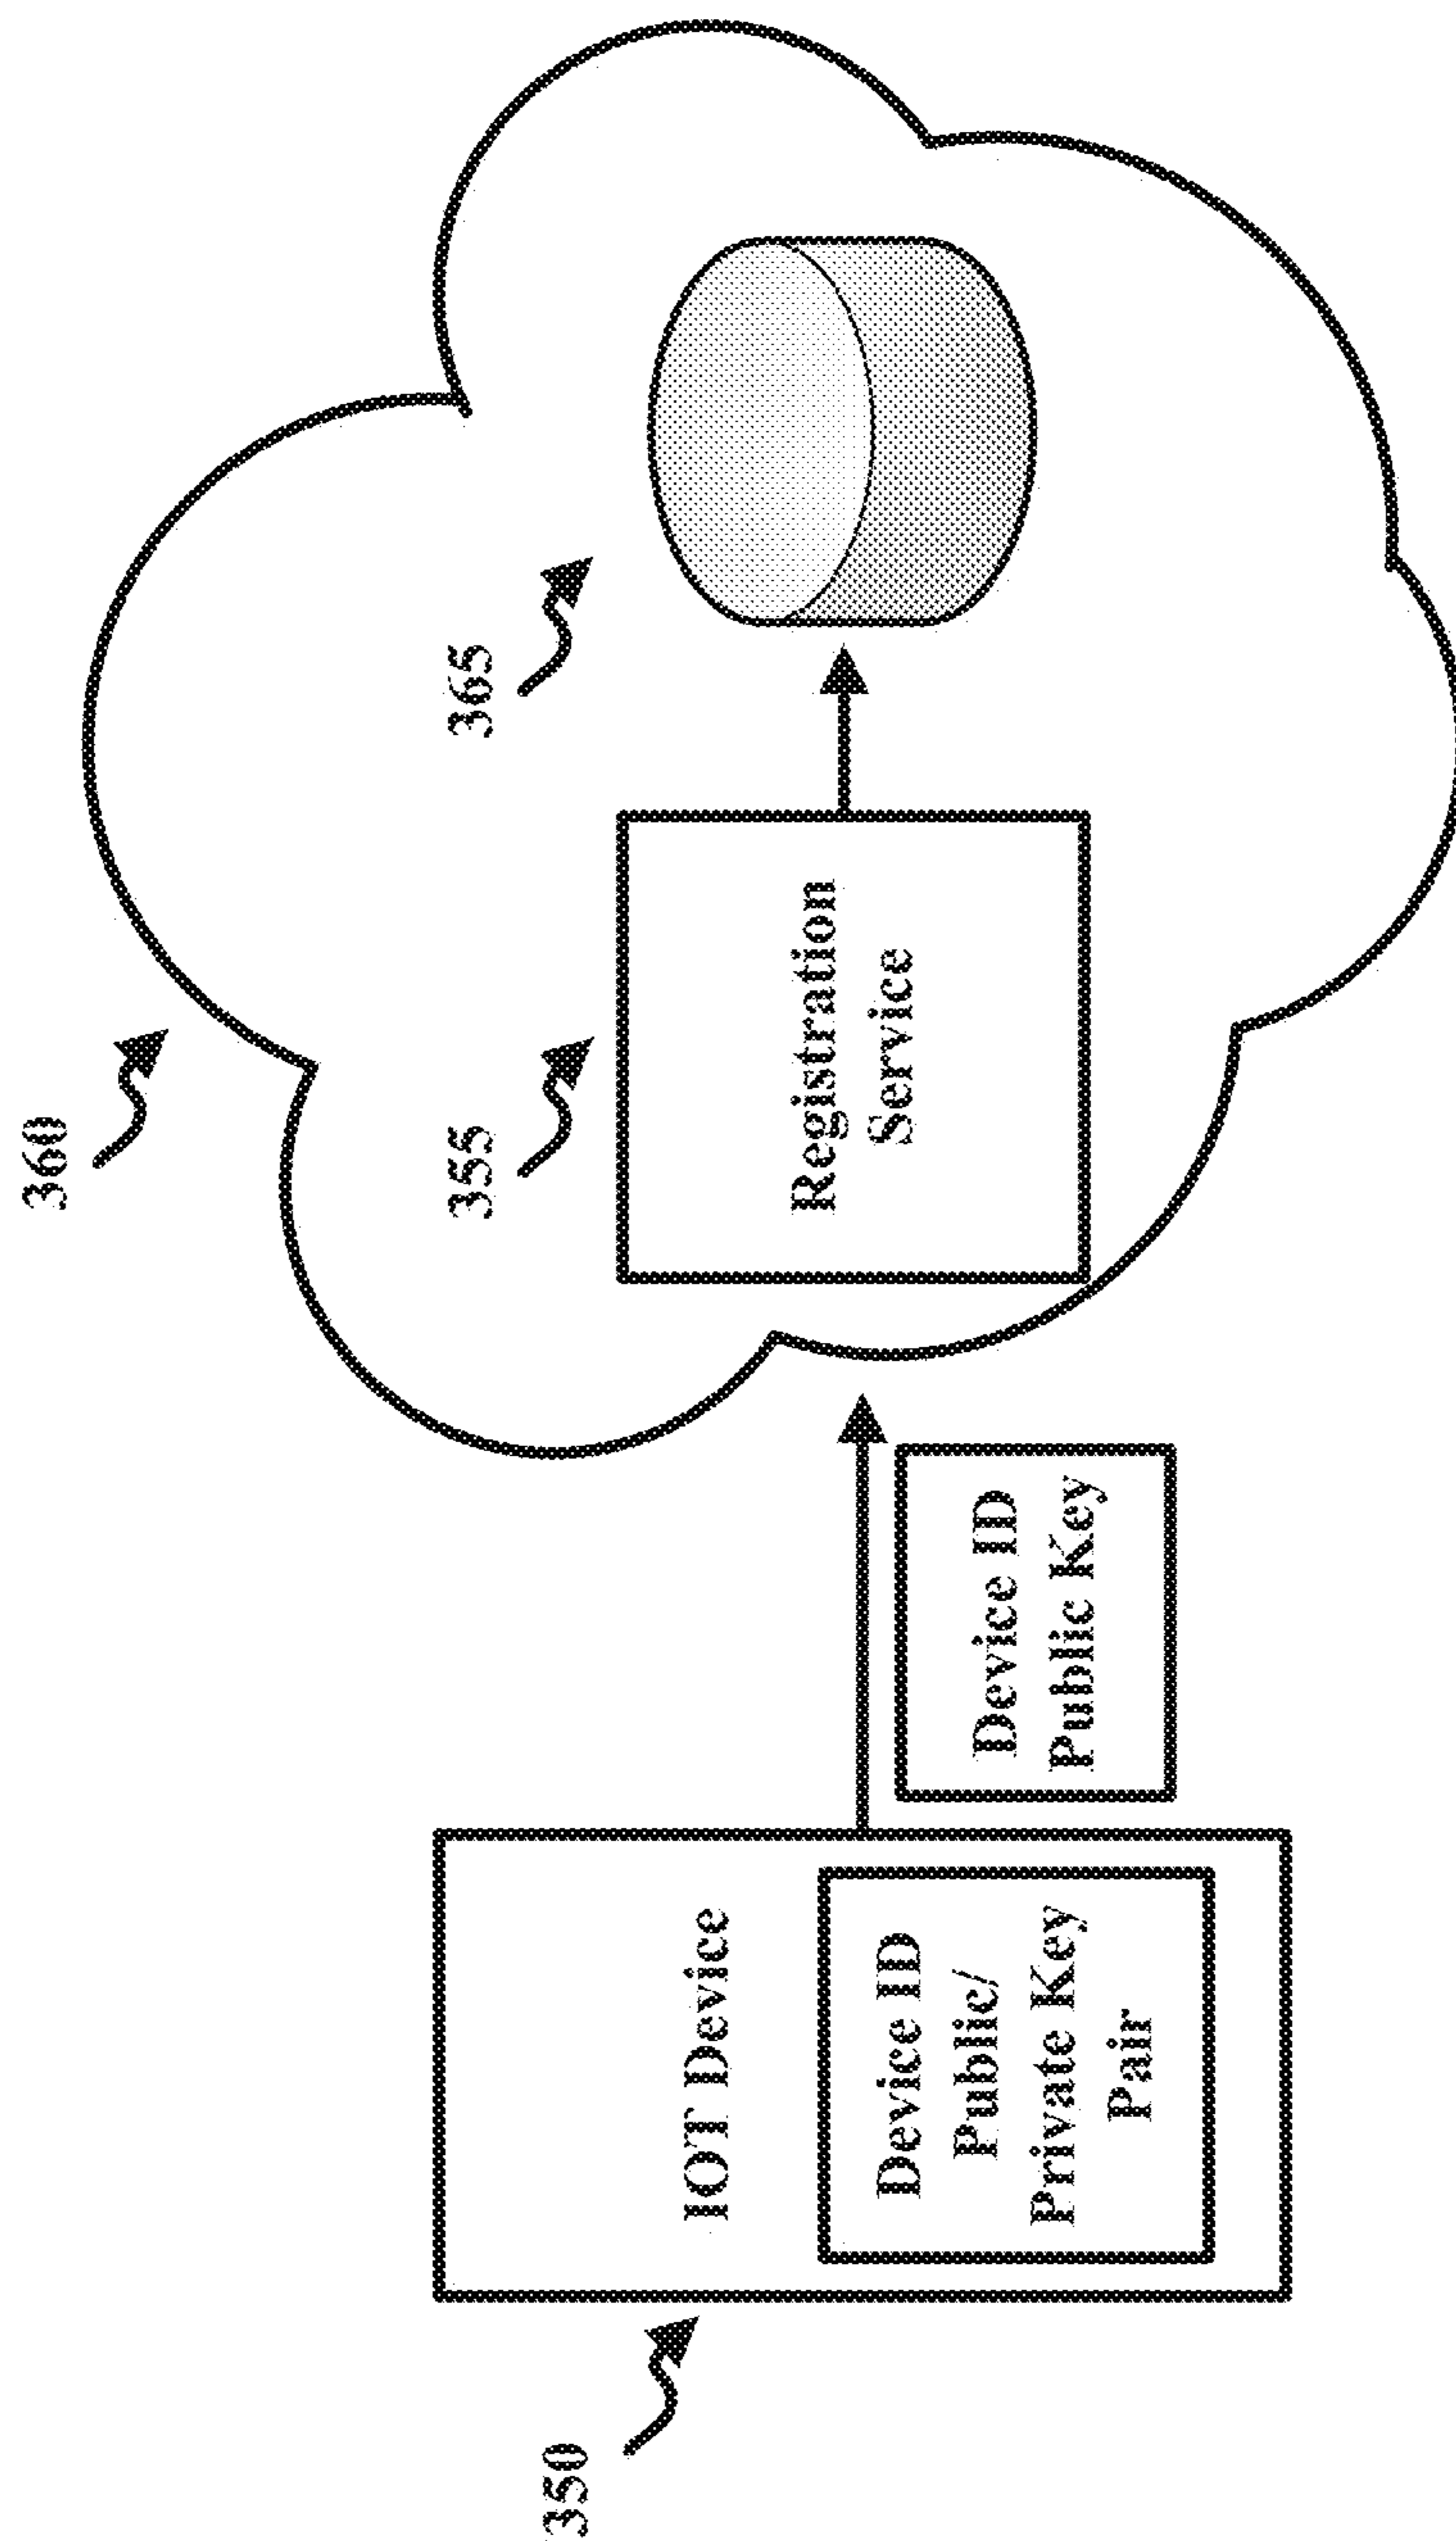 360
355
365
Registration
Service
350
IOT Device
Device ID
Public/
Private Key
Pair
Device ID
Public Key